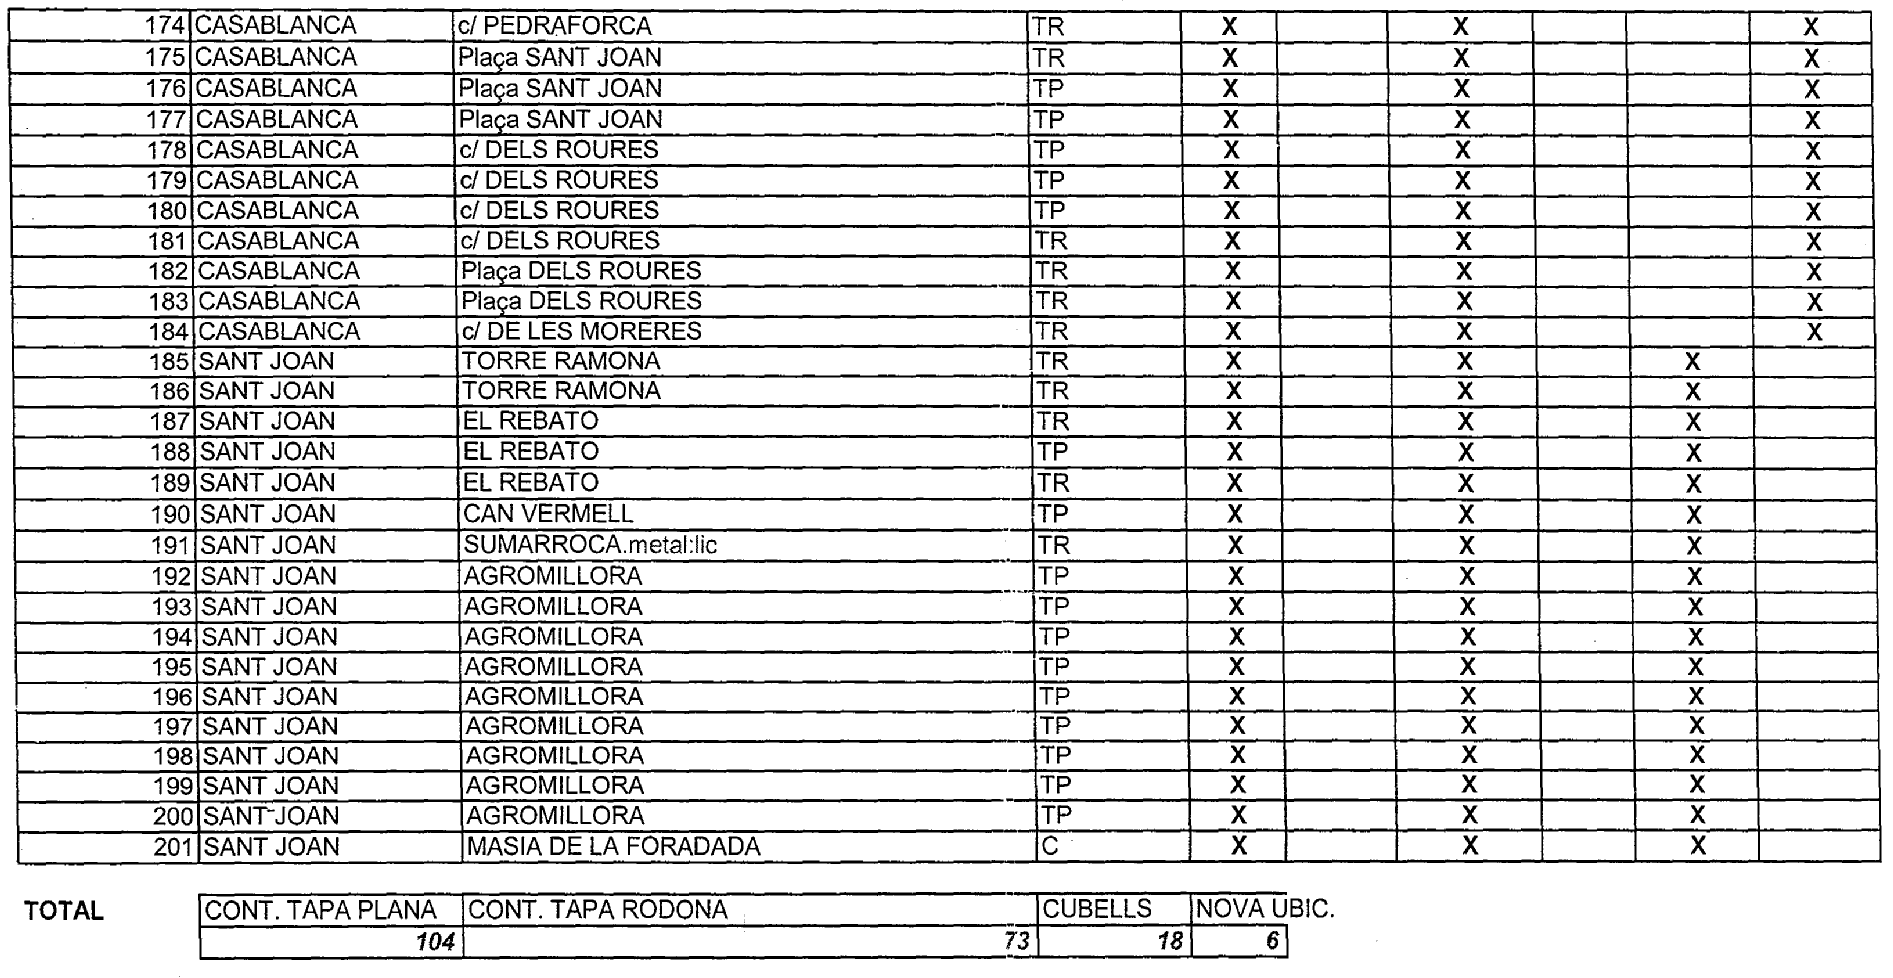 174 CASABLANCA c/ PEDRAFORCA TR X X X
175 CASABLANCA Plaça SANT JOAN TR X X X
176 CASABLANCA Plaça SANT JOAN TP X X X
177 CASABLANCA Plaça SANT JOAN TP X X X
178 CASABLANCA c/ DELS ROURES TP X X X
179 CASABLANCA c/ DELS ROURES TP X X X
180 CASABLANCA c/ DELS ROURES TP X X X
181 CASABLANCA c/ DELS ROURES TR X X X
182 CASABLANCA Plaça DELS ROURES TR X X X
183 CASABLANCA Plaça DELS ROURES TR X X X
184 CASABLANCA c/ DE LES MORERES TR X X X
185 SANT JOAN TORRE RAMONA TR X X X
186 SANT JOAN TORRE RAMONA TR X X X
187 SANT JOAN EL REBATO TR X X X
188 SANT JOAN EL REBATO TP X X X
189 SANT JOAN EL REBATO TR X X X
190 SANT JOAN CAN VERMELL TP X X X
191 SANT JOAN SUMARROCA.metal:lic TR X X X
192 SANT JOAN AGROMILLORA TP X X X
193 SANT JOAN AGROMILLORA TP X X X
194 SANT JOAN AGROMILLORA TP X X X
195 SANT JOAN AGROMILLORA TP X X X
196 SANT JOAN AGROMILLORA TP X X X
197 SANT JOAN AGROMILLORA TP X X X
198 SANT JOAN AGROMILLORA TP X X X
199 SANT JOAN AGROMILLORA TP X X X
200 SANT JOAN AGROMILLORA TP X X X
201 SANT JOAN MASIA DE LA FORADADA C X X X
TOTAL CONT. TAPA PLANA CONT. TAPA RODONA CUBELLS NOVA UBIC.
104 73 18 6